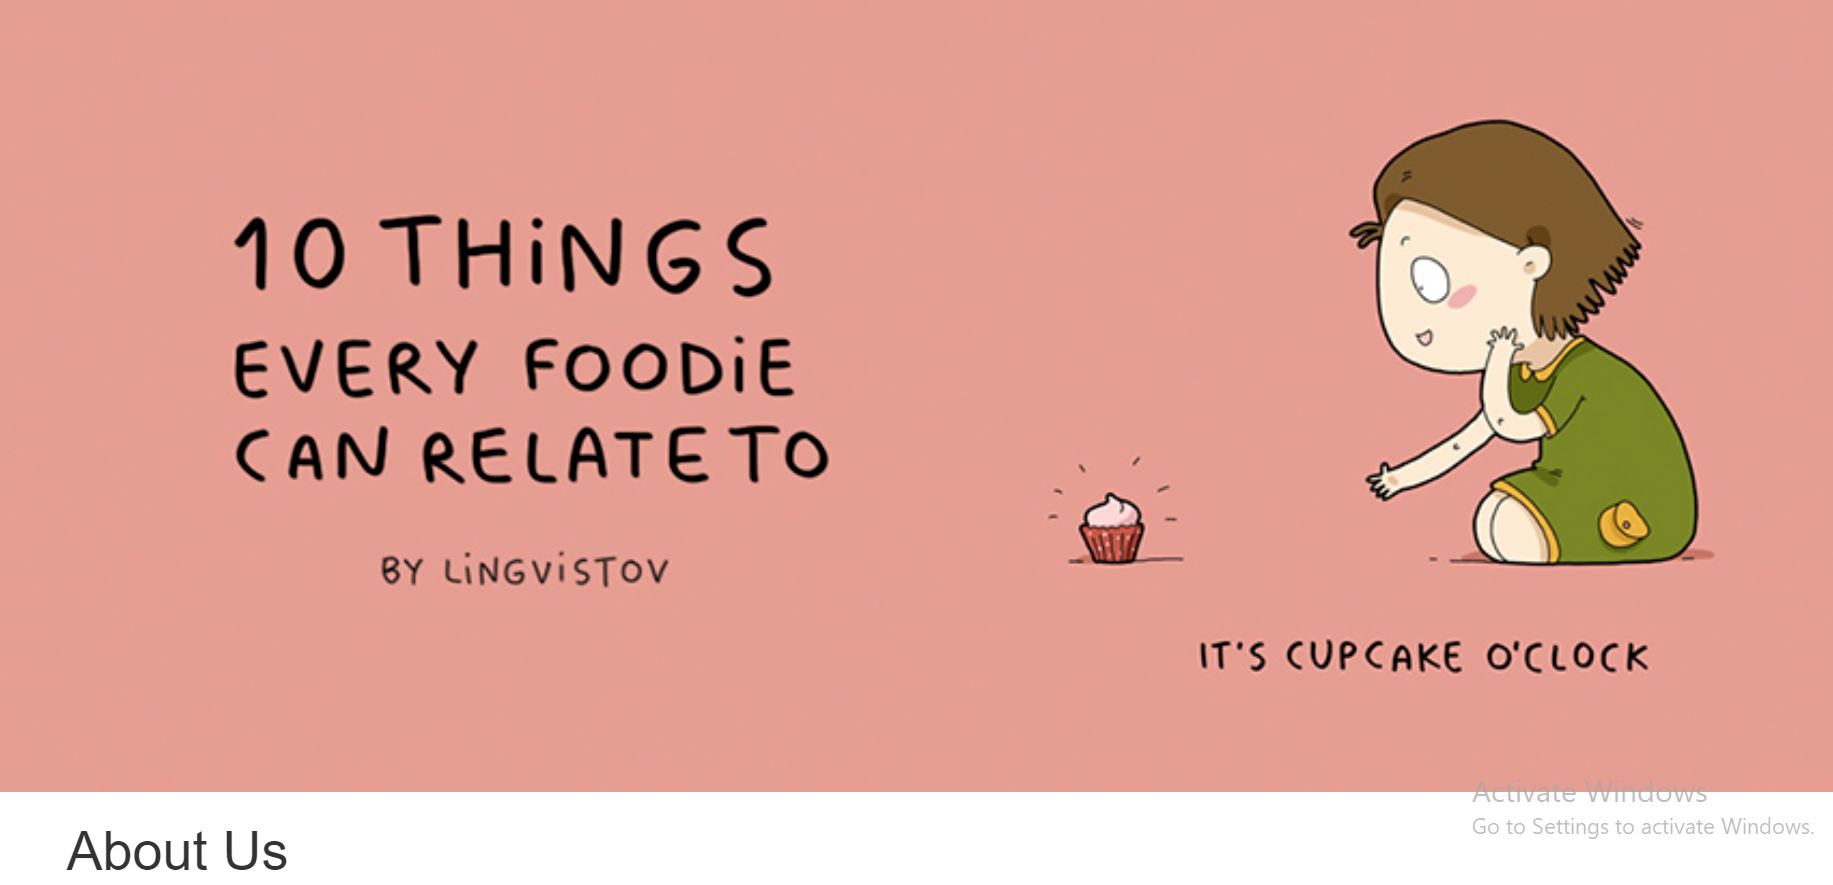 10 THiNGS
EVERY FOODiE
CAN RELATE TO
BY LiNGViSTOV
IT'S CUPCAKE O'CLOCK
Activate Windows
Go to Settings to activate Windows.
About Us